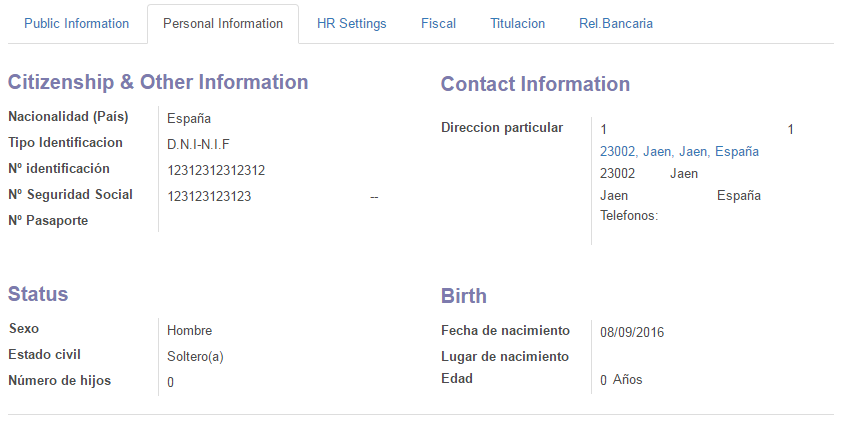 Public Information Personal Information HR Settings Fiscal Titulacion Rel.Bancaria
Citizenship & Other Information
Nacionalidad (País) España
Tipo Identificacion D.N.I-N.I.F
Nº identificación 12312312312312
Nº Seguridad Social 123123123123 --
Nº Pasaporte
Contact Information
Direccion particular 1 1
23002, Jaen, Jaen, España
23002 Jaen
Jaen España
Telefonos:
Status
Sexo Hombre
Estado civil Soltero(a)
Número de hijos 0
Birth
Fecha de nacimiento 08/09/2016
Lugar de nacimiento
Edad 0 Años